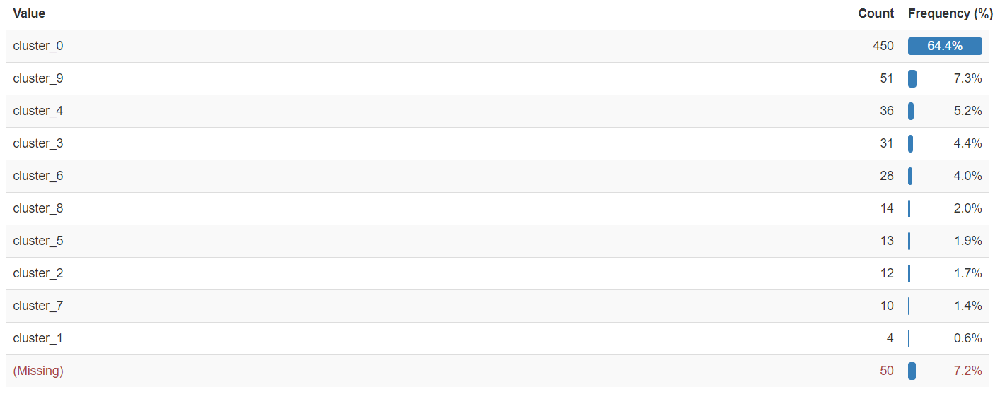 Value Count Frequency (%)
cluster_0 450 64.4%
cluster_9 51 7.3%
cluster_4 36 5.2%
cluster_3 31 4.4%
cluster_6 28 4.0%
cluster_8 14 2.0%
cluster_5 13 1.9%
cluster_2 12 1.7%
cluster_7 10 1.4%
cluster_1 4 0.6%
(Missing) 50 7.2%